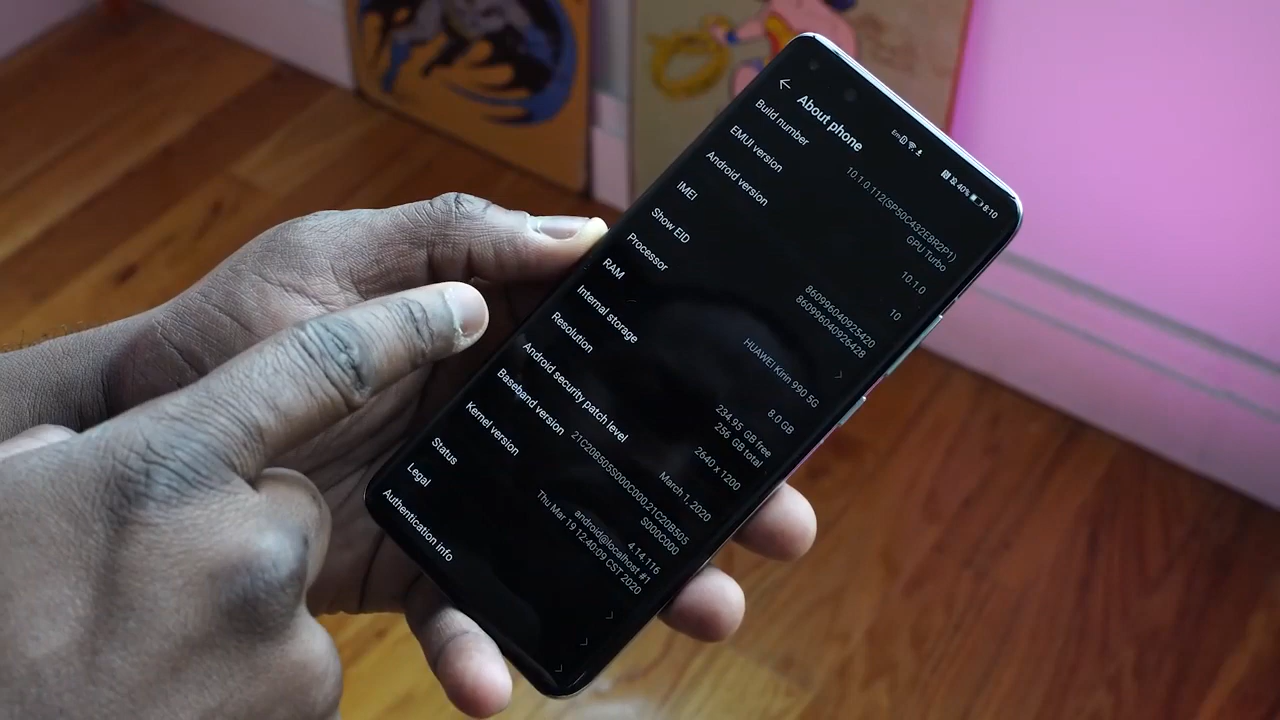 40% 8:10
About phone
Build number
10.1.0.112(SP50C432E8R2P1)
GPU Turbo
EMUI version
10.1.0
Android version
10
IMEI
860996040925420
860996040926428
Show EID
Processor
HUAWEI Kirin 990 5G
RAM
8.0 GB
Internal storage
234.95 GB free
256 GB total
Resolution
2640 x 1200
Android security patch level
March 1, 2020
Baseband version
21C20B505S000C000,21C20B505
S000C000
Kernel version
4.14.116
android@localhost #1
Thu Mar 19 12:40:09 CST 2020
Status
Legal
Authentication info